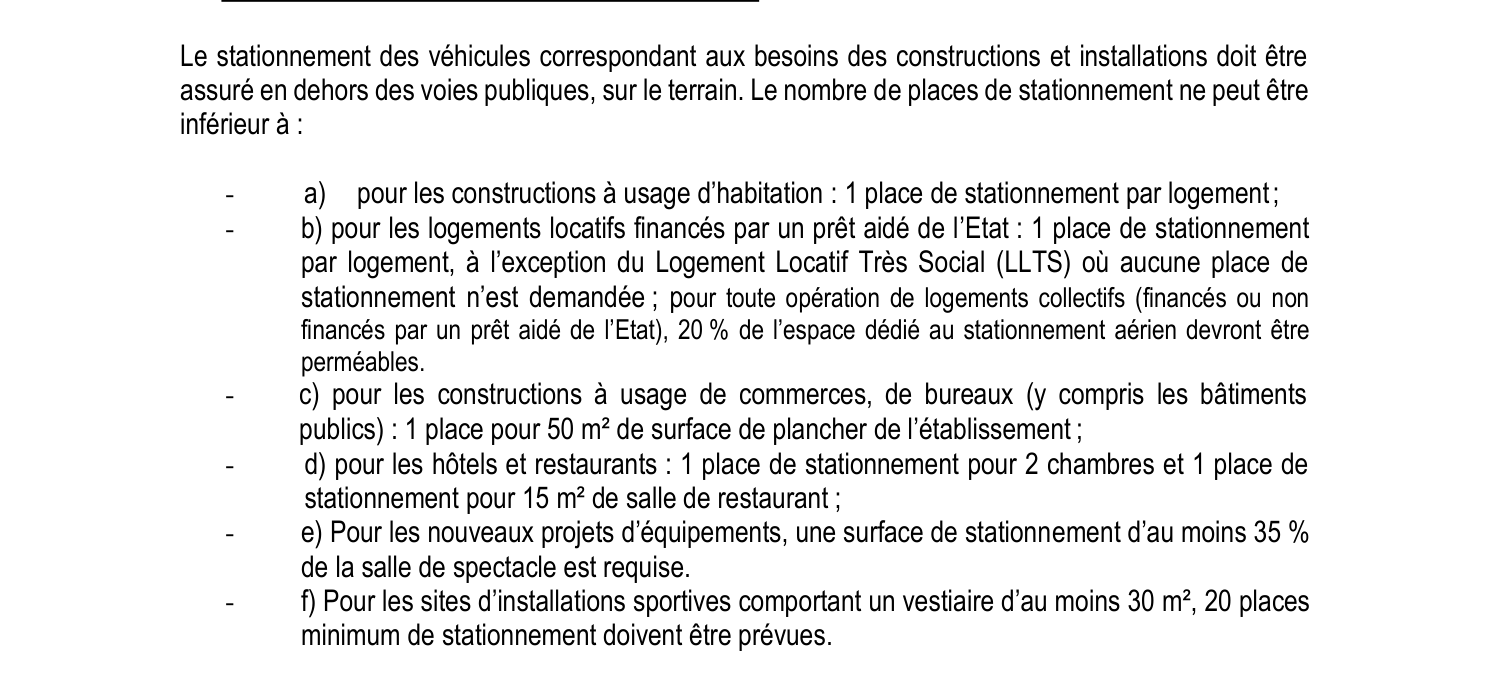 Le stationnement des véhicules correspondant aux besoins des constructions et installations doit être
assuré en dehors des voies publiques, sur le terrain. Le nombre de places de stationnement ne peut être
inférieur à :
- a) pour les constructions à usage d’habitation : 1 place de stationnement par logement ;
- b) pour les logements locatifs financés par un prêt aidé de l’Etat : 1 place de stationnement
par logement, à l’exception du Logement Locatif Très Social (LLTS) où aucune place de
stationnement n’est demandée ; pour toute opération de logements collectifs (financés ou non
financés par un prêt aidé de l’Etat), 20 % de l’espace dédié au stationnement aérien devront être
perméables.
- c) pour les constructions à usage de commerces, de bureaux (y compris les bâtiments
publics) : 1 place pour 50 m² de surface de plancher de l’établissement ;
- d) pour les hôtels et restaurants : 1 place de stationnement pour 2 chambres et 1 place de
stationnement pour 15 m² de salle de restaurant ;
- e) Pour les nouveaux projets d’équipements, une surface de stationnement d’au moins 35 %
de la salle de spectacle est requise.
- f) Pour les sites d’installations sportives comportant un vestiaire d’au moins 30 m², 20 places
minimum de stationnement doivent être prévues.